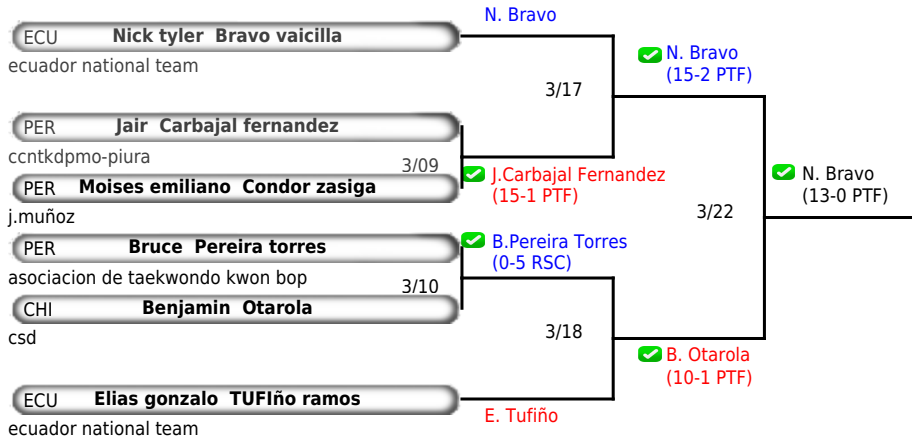 N. Bravo
ECU Nick tyler Bravo vaicilla
ecuador national team
N. Bravo
(15-2 PTF)
3/17
PER Jair Carbajal fernandez
ccntkdpmo-piura
3/09
J.Carbajal Fernandez
(15-1 PTF)
PER Moises emiliano Condor zasiga
j.muñoz
N. Bravo
(13-0 PTF)
3/22
PER Bruce Pereira torres
asociacion de taekwondo kwon bop
B.Pereira Torres
(0-5 RSC)
3/10
CHI Benjamin Otarola
csd
3/18
B. Otarola
(10-1 PTF)
ECU Elias gonzalo TUFIño ramos
ecuador national team
E. Tufiño